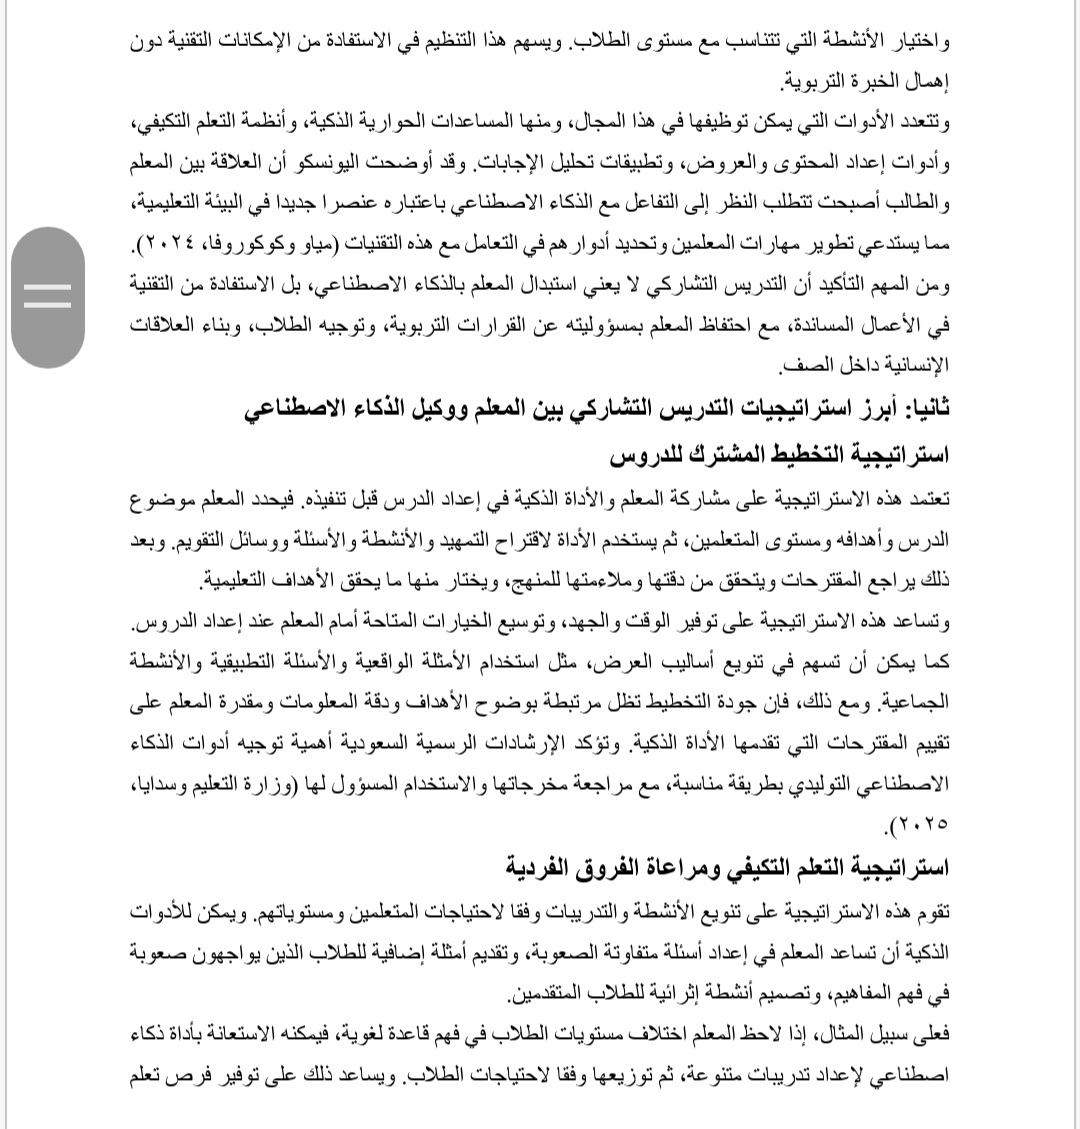 واختيار الأنشطة التي تتناسب مع مستوى الطلاب. ويسهم هذا التنظيم في الاستفادة من الإمكانات التقنية دون
إهمال الخبرة التربوية.
وتتعدد الأدوات التي يمكن توظيفها في هذا المجال، ومنها المساعدات الحوارية الذكية، وأنظمة التعلم التكيفي،
وأدوات إعداد المحتوى والعروض، وتطبيقات تحليل الإجابات. وقد أوضحت اليونسكو أن العلاقة بين المعلم
والطالب أصبحت تتطلب النظر إلى التفاعل مع الذكاء الاصطناعي باعتباره عنصرا جديدا في البيئة التعليمية،
مما يستدعي تطوير مهارات المعلمين وتحديد أدوارهم في التعامل مع هذه التقنيات (مياو وكوكوروفا، ٢٠٢٤).
ومن المهم التأكيد أن التدريس التشاركي لا يعني استبدال المعلم بالذكاء الاصطناعي، بل الاستفادة من التقنية
في الأعمال المساندة، مع احتفاظ المعلم بمسؤوليته عن القرارات التربوية، وتوجيه الطلاب، وبناء العلاقات
الإنسانية داخل الصف.
ثانيا: أبرز استراتيجيات التدريس التشاركي بين المعلم ووكيل الذكاء الاصطناعي
استراتيجية التخطيط المشترك للدروس
تعتمد هذه الاستراتيجية على مشاركة المعلم والأداة الذكية في إعداد الدرس قبل تنفيذه. فيحدد المعلم موضوع
الدرس وأهدافه ومستوى المتعلمين، ثم يستخدم الأداة لاقتراح التمهيد والأنشطة والأسئلة ووسائل التقويم. وبعد
ذلك يراجع المقترحات ويتحقق من دقتها وملاءمتها للمنهج، ويختار منها ما يحقق الأهداف التعليمية.
وتساعد هذه الاستراتيجية على توفير الوقت والجهد، وتوسيع الخيارات المتاحة أمام المعلم عند إعداد الدروس.
كما يمكن أن تسهم في تنويع أساليب العرض، مثل استخدام الأمثلة الواقعية والأسئلة التطبيقية والأنشطة
الجماعية. ومع ذلك، فإن جودة التخطيط تظل مرتبطة بوضوح الأهداف ودقة المعلومات ومقدرة المعلم على
تقييم المقترحات التي تقدمها الأداة الذكية. وتؤكد الإرشادات الرسمية السعودية أهمية توجيه أدوات الذكاء
الاصطناعي التوليدي بطريقة مناسبة، مع مراجعة مخرجاتها والاستخدام المسؤول لها (وزارة التعليم وسدايا،
٢٠٢٥).
استراتيجية التعلم التكيفي ومراعاة الفروق الفردية
تقوم هذه الاستراتيجية على تنويع الأنشطة والتدريبات وفقا لاحتياجات المتعلمين ومستوياتهم. ويمكن للأدوات
الذكية أن تساعد المعلم في إعداد أسئلة متفاوتة الصعوبة، وتقديم أمثلة إضافية للطلاب الذين يواجهون صعوبة
في فهم المفاهيم، وتصميم أنشطة إثرائية للطلاب المتقدمين.
فعلى سبيل المثال، إذا لاحظ المعلم اختلاف مستويات الطلاب في فهم قاعدة لغوية، فيمكنه الاستعانة بأداة ذكاء
اصطناعي لإعداد تدريبات متنوعة، ثم توزيعها وفقا لاحتياجات الطلاب. ويساعد ذلك على توفير فرص تعلم